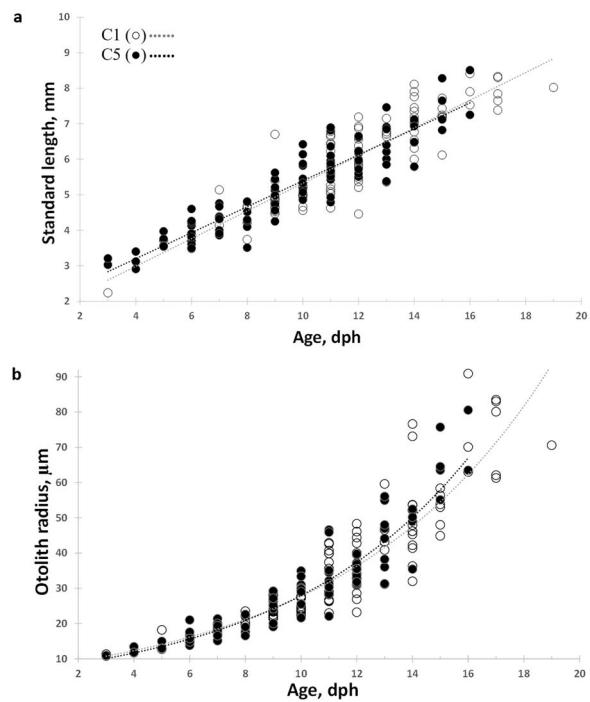 a
C1 (○)
C5 (●)
10
9
8
7
6
5
4
3
2
Standard length, mm
2 4 6 8 10 12 14 16 18 20
Age, dph
b
90
80
70
60
50
40
30
20
10
Otolith radius, μm
2 4 6 8 10 12 14 16 18 20
Age, dph